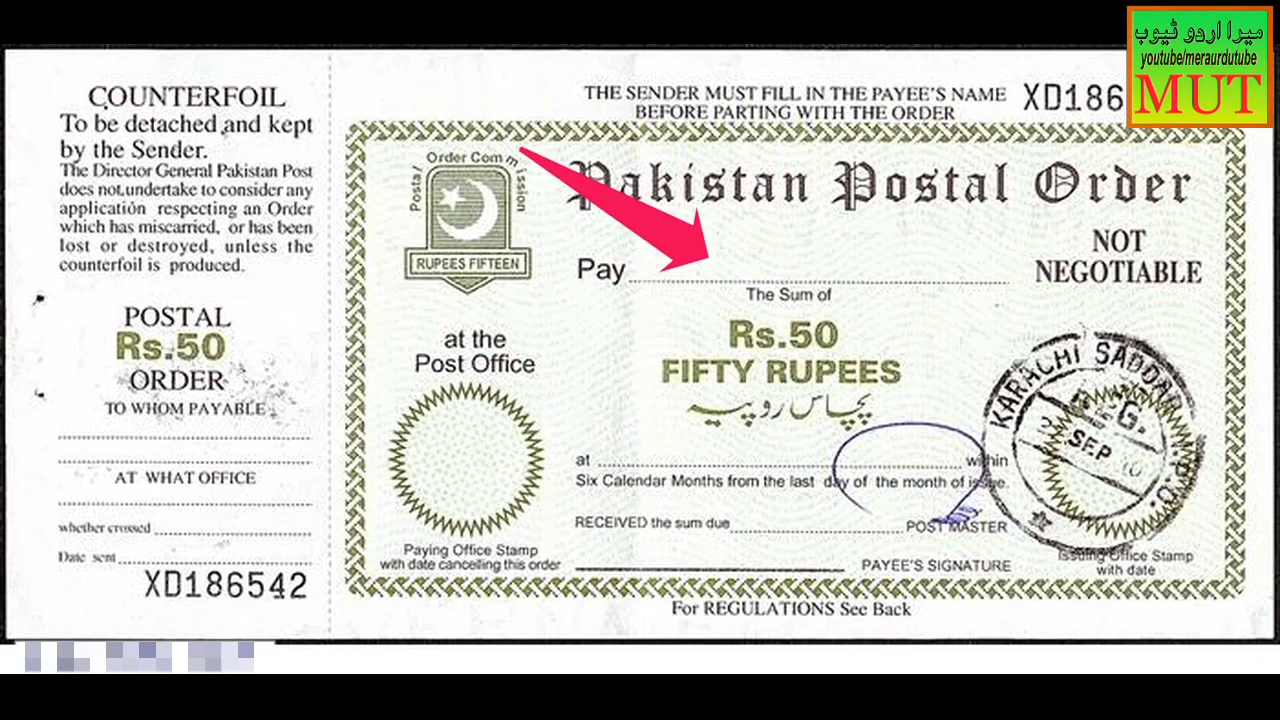 میرا اردو ٹیوب
youtube/meraurdutube
MUT
COUNTERFOIL
To be detached and kept
by the Sender.
The Director General Pakistan Post
does not undertake to consider any
application respecting an Order
which has miscarried, or has been
lost or destroyed, unless the
counterfoil is produced.
POSTAL
Rs.50
ORDER
TO WHOM PAYABLE
AT WHAT OFFICE
whether crossed
Date sent
XD186542
THE SENDER MUST FILL IN THE PAYEE'S NAME
BEFORE PARTING WITH THE ORDER
XD186
Postal Order Commission
RUPEES FIFTEEN
Pakistan Postal Order
NOT
NEGOTIABLE
Pay
The Sum of
Rs.50
FIFTY RUPEES
پچاس روپیہ
at the
Post Office
at within
Six Calendar Months from the last day of the month of issue.
RECEIVED the sum due POST MASTER
PAYEE'S SIGNATURE
Paying Office Stamp
with date cancelling this order
KARACHI SADDAR G.P.O.
SEP
Issuing Office Stamp
with date
For REGULATIONS See Back